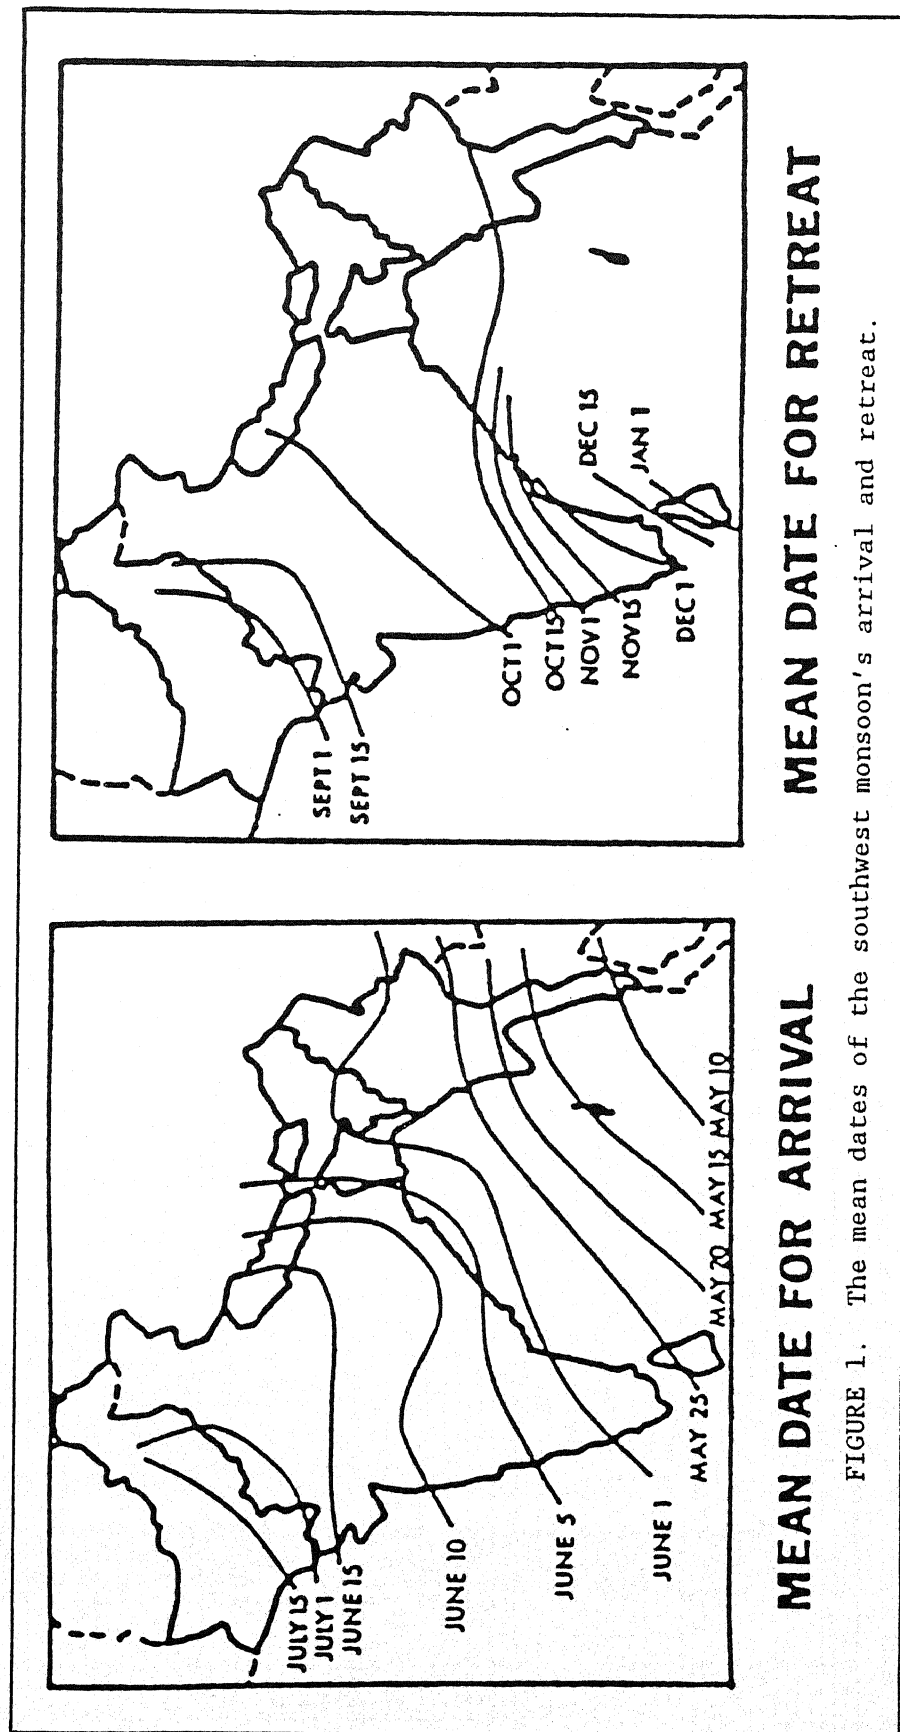 JULY 15
JULY 1
JUNE 15
JUNE 10
JUNE 5
JUNE 1
MAY 25
MAY 20
MAY 15
MAY 10
MEAN DATE FOR ARRIVAL
SEPT 1
SEPT 15
OCT 1
OCT 15
NOV 1
NOV 15
DEC 1
DEC 15
JAN 1
MEAN DATE FOR RETREAT
FIGURE 1. The mean dates of the southwest monsoon's arrival and retreat.